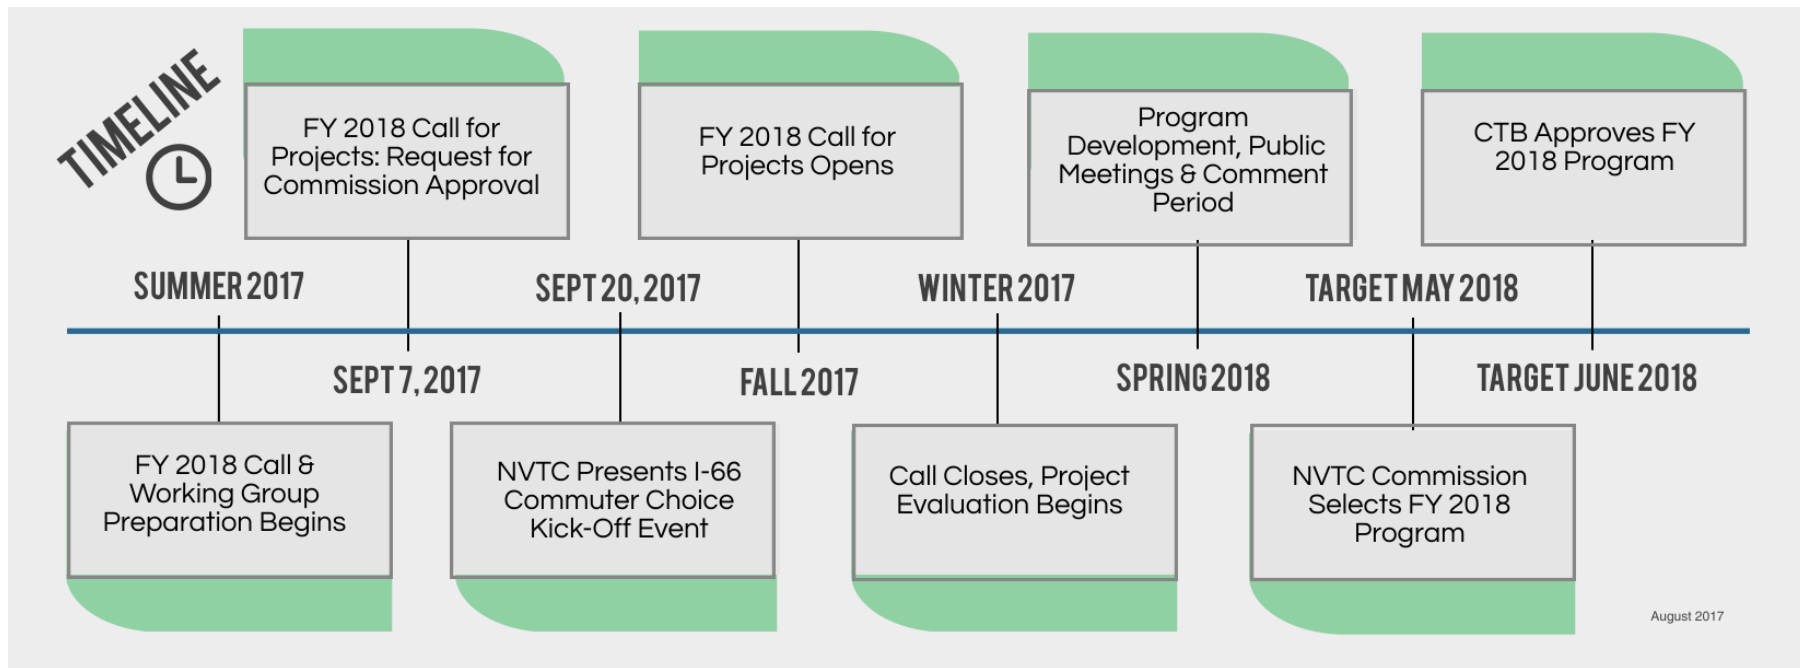 TIMELINE
FY 2018 Call for
Projects: Request for
Commission Approval
FY 2018 Call for
Projects Opens
Program
Development, Public
Meetings & Comment
Period
CTB Approves FY
2018 Program
SUMMER 2017
SEPT 20, 2017
WINTER 2017
TARGET MAY 2018
SEPT 7, 2017
FALL 2017
SPRING 2018
TARGET JUNE 2018
FY 2018 Call &
Working Group
Preparation Begins
NVTC Presents I-66
Commuter Choice
Kick-Off Event
Call Closes, Project
Evaluation Begins
NVTC Commission
Selects FY 2018
Program
August 2017